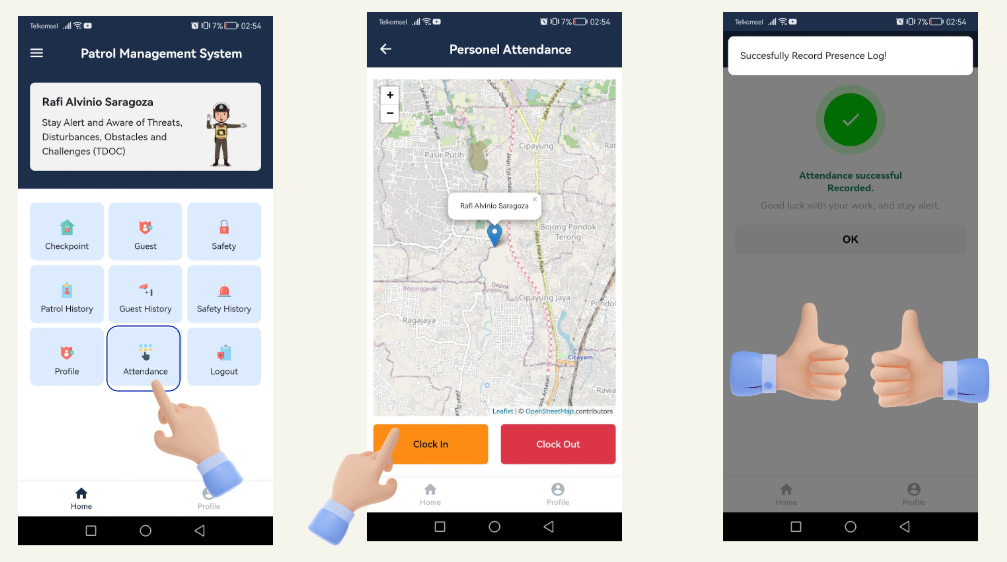 Telkomsel
7% 02:54
Patrol Management System
Rafi Alvinio Saragoza
Stay Alert and Aware of Threats,
Disturbances, Obstacles and
Challenges (TDOC)
Checkpoint
Guest
Safety
Patrol History
Guest History
Safety History
Profile
Attendance
Logout
Home
Profile
Telkomsel
7% 02:54
Personel Attendance
+
−
Pasir Putih
Cipayung
Rafi Alvinio Saragoza
×
Bojong Pondok
Terong
Bojonggede
Depok
Cipayung Jaya
Pondo
Ragajaya
Citayam
Rawa
Leaflet | © OpenStreetMap contributors
Clock In
Clock Out
Home
Profile
Telkomsel
7% 02:54
Succesfully Record Presence Log!
Attendance successful
Recorded.
Good luck with your work, and stay alert.
OK
Home
Profile